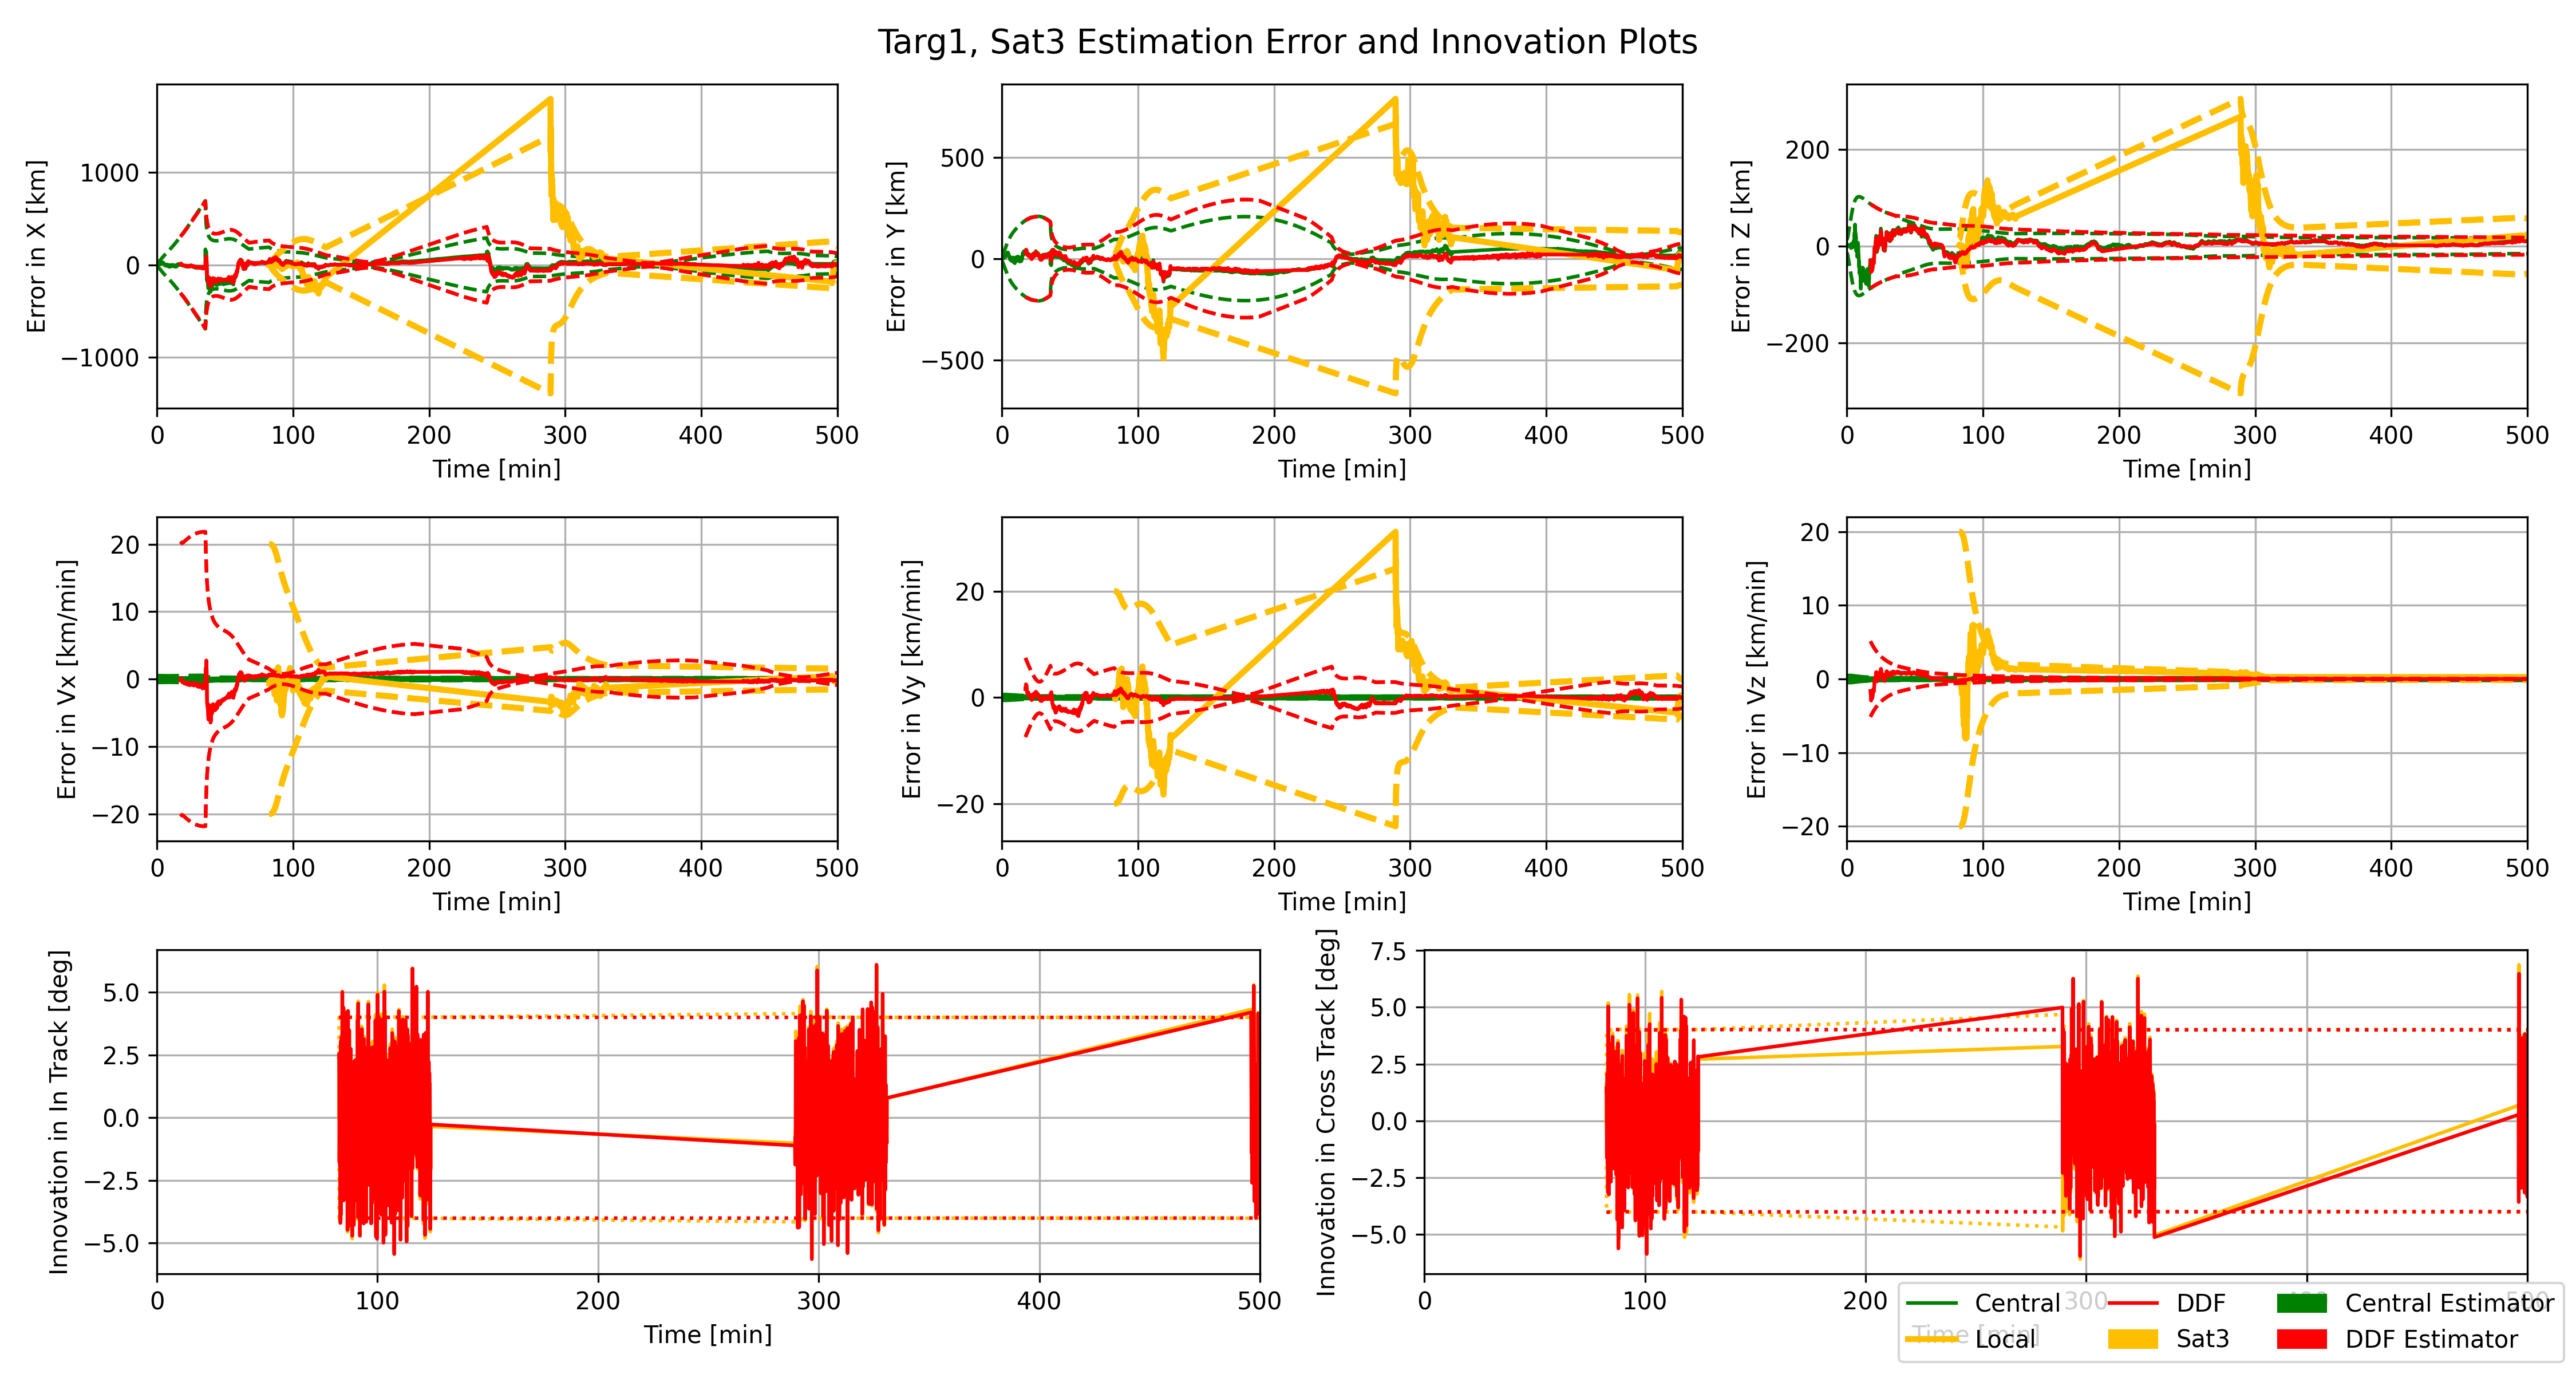 Targ1, Sat3 Estimation Error and Innovation Plots
Error in X [km]
1000
0
−1000
0 100 200 300 400 500
Time [min]
Error in Y [km]
500
0
−500
0 100 200 300 400 500
Time [min]
Error in Z [km]
200
0
−200
0 100 200 300 400 500
Time [min]
Error in Vx [km/min]
20
10
0
−10
−20
0 100 200 300 400 500
Time [min]
Error in Vy [km/min]
20
0
−20
0 100 200 300 400 500
Time [min]
Error in Vz [km/min]
20
10
0
−10
−20
0 100 200 300 400 500
Time [min]
Innovation in In Track [deg]
5.0
2.5
0.0
−2.5
−5.0
0 100 200 300 400 500
Time [min]
Innovation in Cross Track [deg]
7.5
5.0
2.5
0.0
−2.5
−5.0
0 100 200 300 400 500
Time [min]
Central DDF Central Estimator
Local Sat3 DDF Estimator